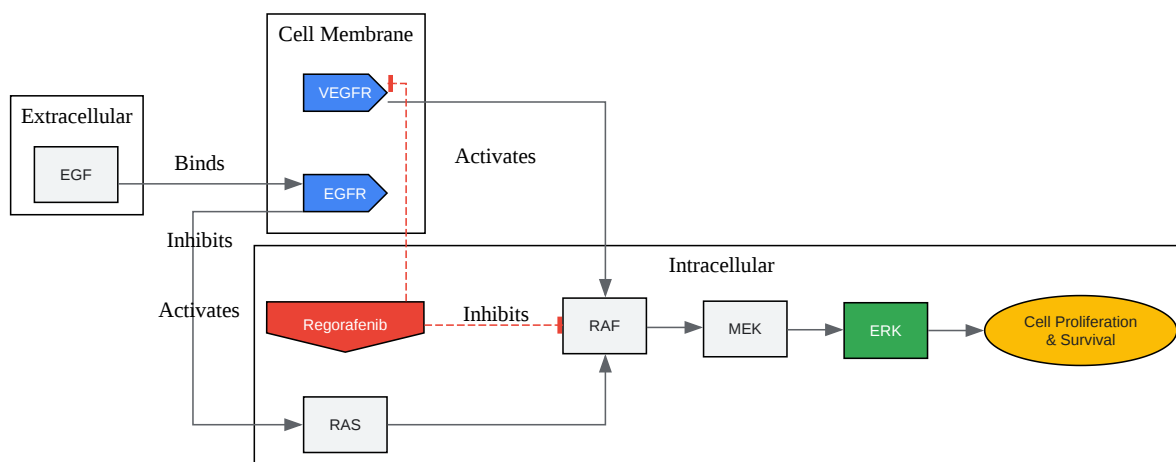 Cell Membrane
VEGFR
Extracellular
EGF
Binds
Activates
EGFR
Inhibits
Intracellular
Activates
Regorafenib
Inhibits
RAF
MEK
ERK
Cell Proliferation
& Survival
RAS